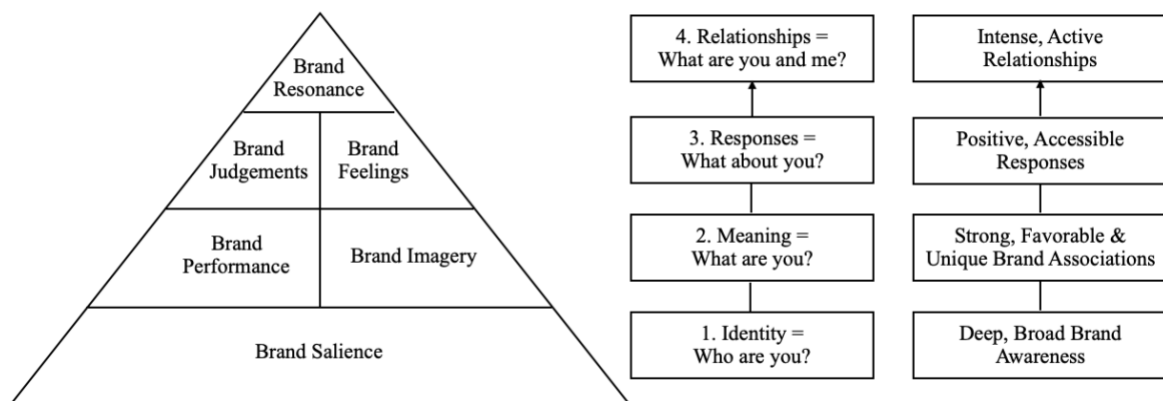 Brand
Resonance
Brand
Judgements
Brand
Feelings
Brand
Performance
Brand Imagery
Brand Salience
4. Relationships =
What are you and me?
3. Responses =
What about you?
2. Meaning =
What are you?
1. Identity =
Who are you?
Intense, Active
Relationships
Positive, Accessible
Responses
Strong, Favorable &
Unique Brand Associations
Deep, Broad Brand
Awareness